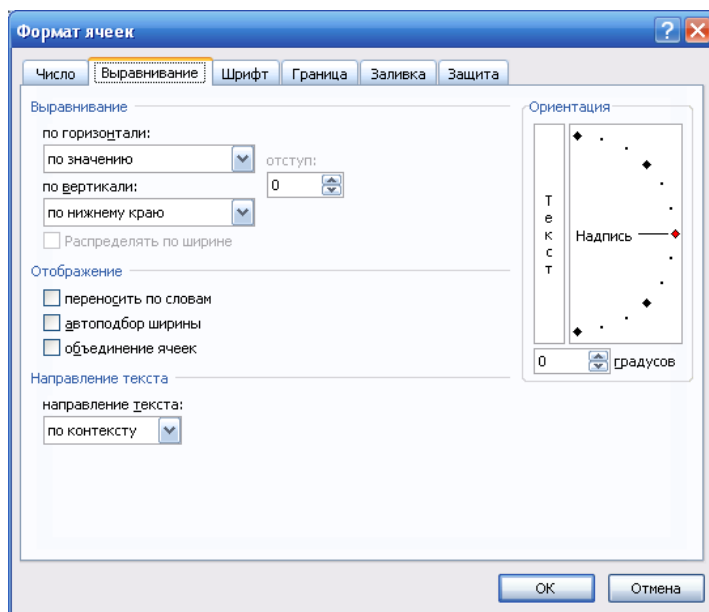 Формат ячеек
Число
Выравнивание
Шрифт
Граница
Заливка
Защита
Выравнивание
по горизонтали:
по значению
отступ:
0
по вертикали:
по нижнему краю
Распределять по ширине
Отображение
переносить по словам
автоподбор ширины
объединение ячеек
Направление текста
направление текста:
по контексту
Ориентация
Текст
Надпись
0 градусов
ОК
Отмена